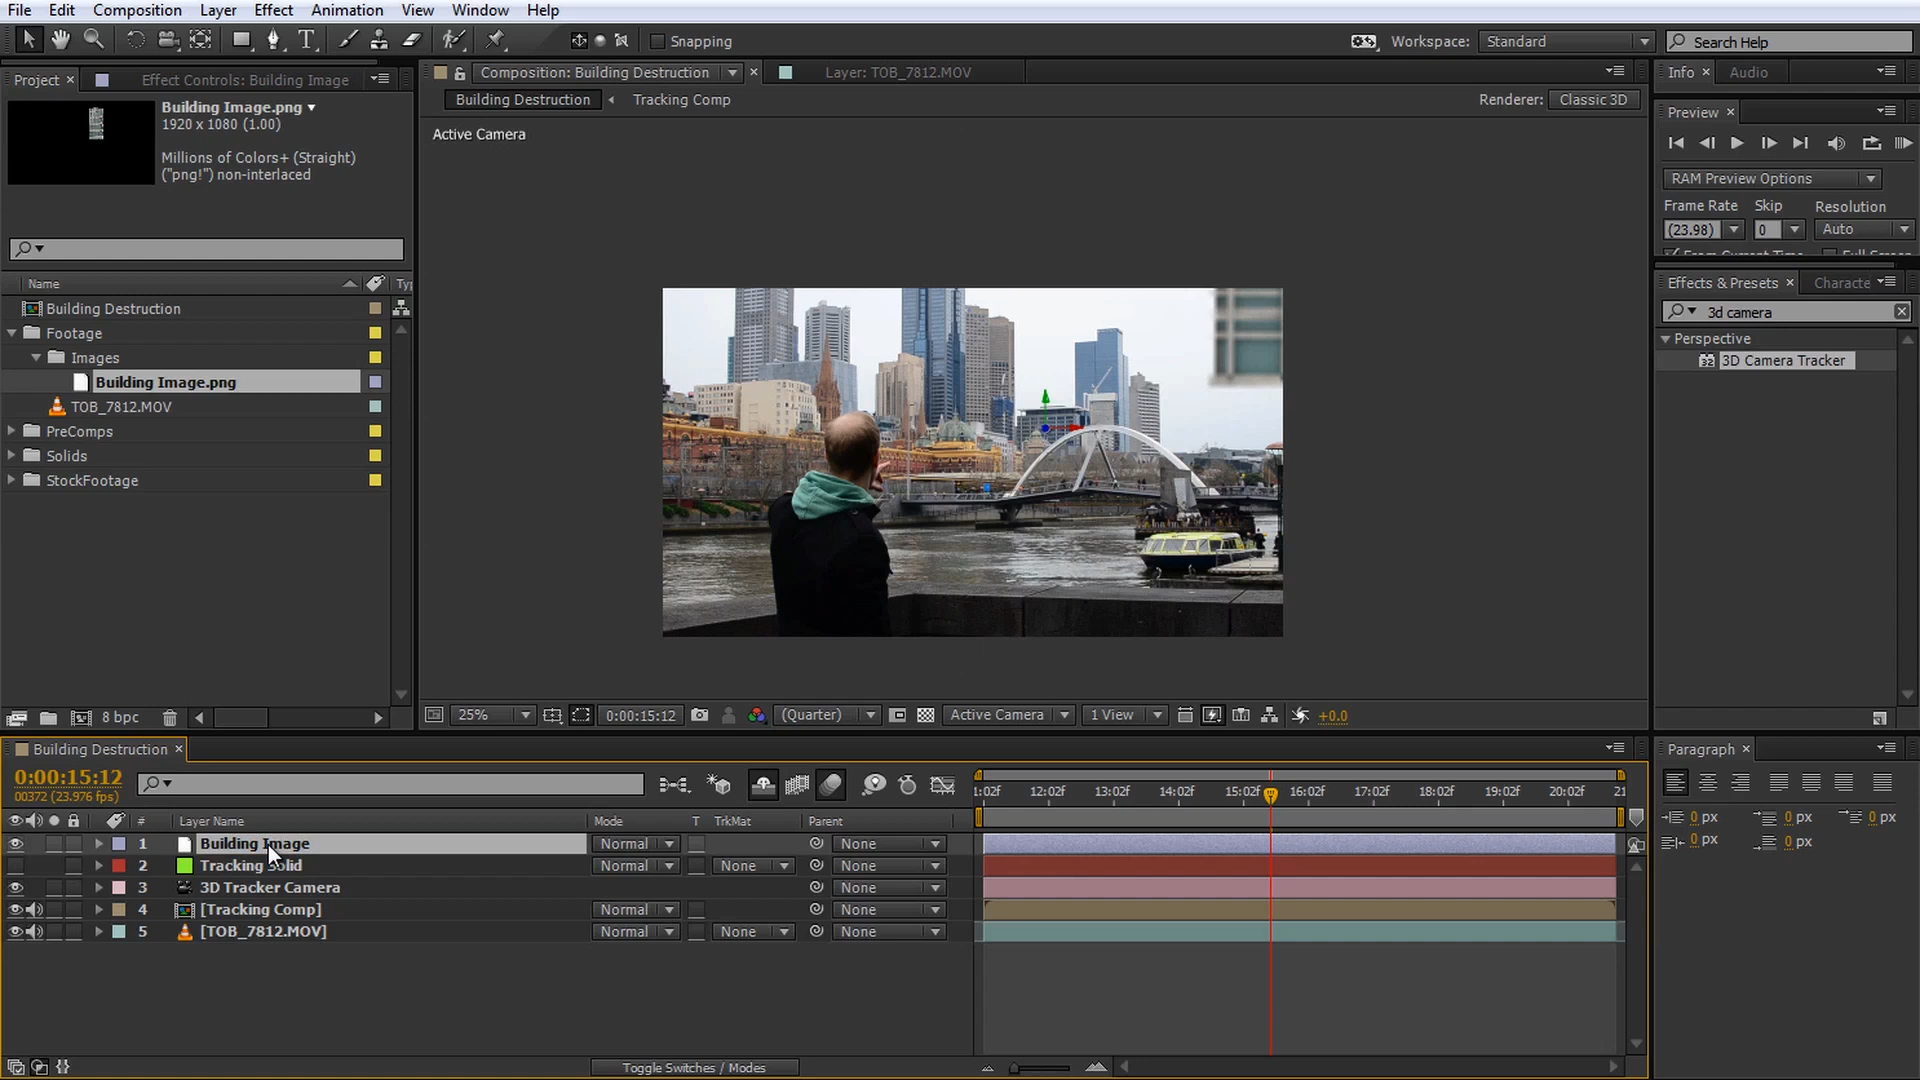 File Edit Composition Layer Effect Animation View Window Help
Snapping
Workspace: Standard
Search Help
Project Effect Controls: Building Image
Composition: Building Destruction
Layer: TOB_7812.MOV
Info Audio
Building Image.png
1920 x 1080 (1.00)
Millions of Colors+ (Straight)
("png!") non-interlaced
Building Destruction Tracking Comp
Renderer: Classic 3D
Active Camera
Preview
RAM Preview Options
Frame Rate Skip Resolution
(23.98) 0 Auto
Name
Building Destruction
Footage
Images
Building Image.png
TOB_7812.MOV
PreComps
Solids
StockFootage
Effects & Presets Characte
3d camera
Perspective
32
3D Camera Tracker
8 bpc
25% 0:00:15:12 (Quarter) Active Camera 1 View +0.0
Building Destruction
Paragraph
0:00:15:12
00372 (23.976 fps)
1:02f 12:02f 13:02f 14:02f 15:02f 16:02f 17:02f 18:02f 19:02f 20:02f 21
0 px 0 px 0 px
0 px 0 px
# Layer Name Mode T TrkMat Parent
1 Building Image Normal None
2 Tracking Solid Normal None None
3 3D Tracker Camera None
4 [Tracking Comp] Normal None
5 [TOB_7812.MOV] Normal None None
Toggle Switches / Modes